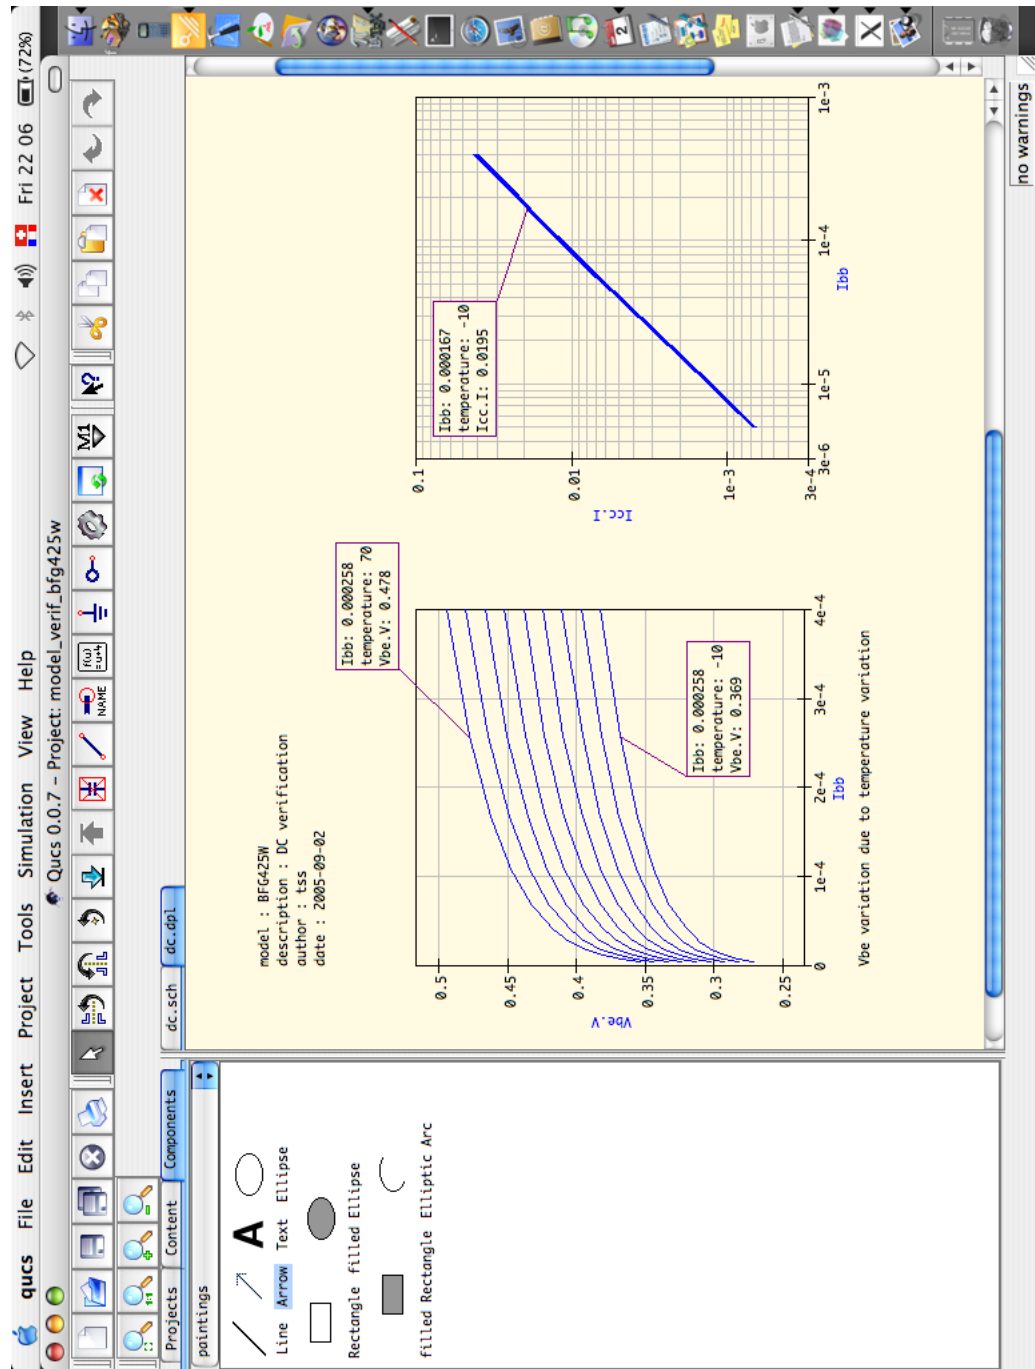 qucs File Edit Insert Project Tools Simulation View Help (72%) Fri 22 06
Qucs 0.0.7 - Project: model_verif_bfg425w
NAME
M1
Projects Content Components
paintings
Line Arrow Text Ellipse
Rectangle filled Ellipse
filled Rectangle Elliptic Arc
dc.sch dc.dpl
model : BFG425W
description : DC verification
author : tss
date : 2005-09-02
Ibb: 0.000258
temperature: 70
Vbe.V: 0.478
0.5
0.45
0.4
0.35
0.3
0.25
Vbe.V
Ibb: 0.000258
temperature: -10
Vbe.V: 0.369
0 1e-4 2e-4 3e-4 4e-4
Ibb
Vbe variation due to temperature variation
0.1
0.01
1e-3
3e-4
Icc.I
Ibb: 0.000167
temperature: -10
Icc.I: 0.0195
3e-6 1e-5 1e-4 1e-3
Ibb
no warnings